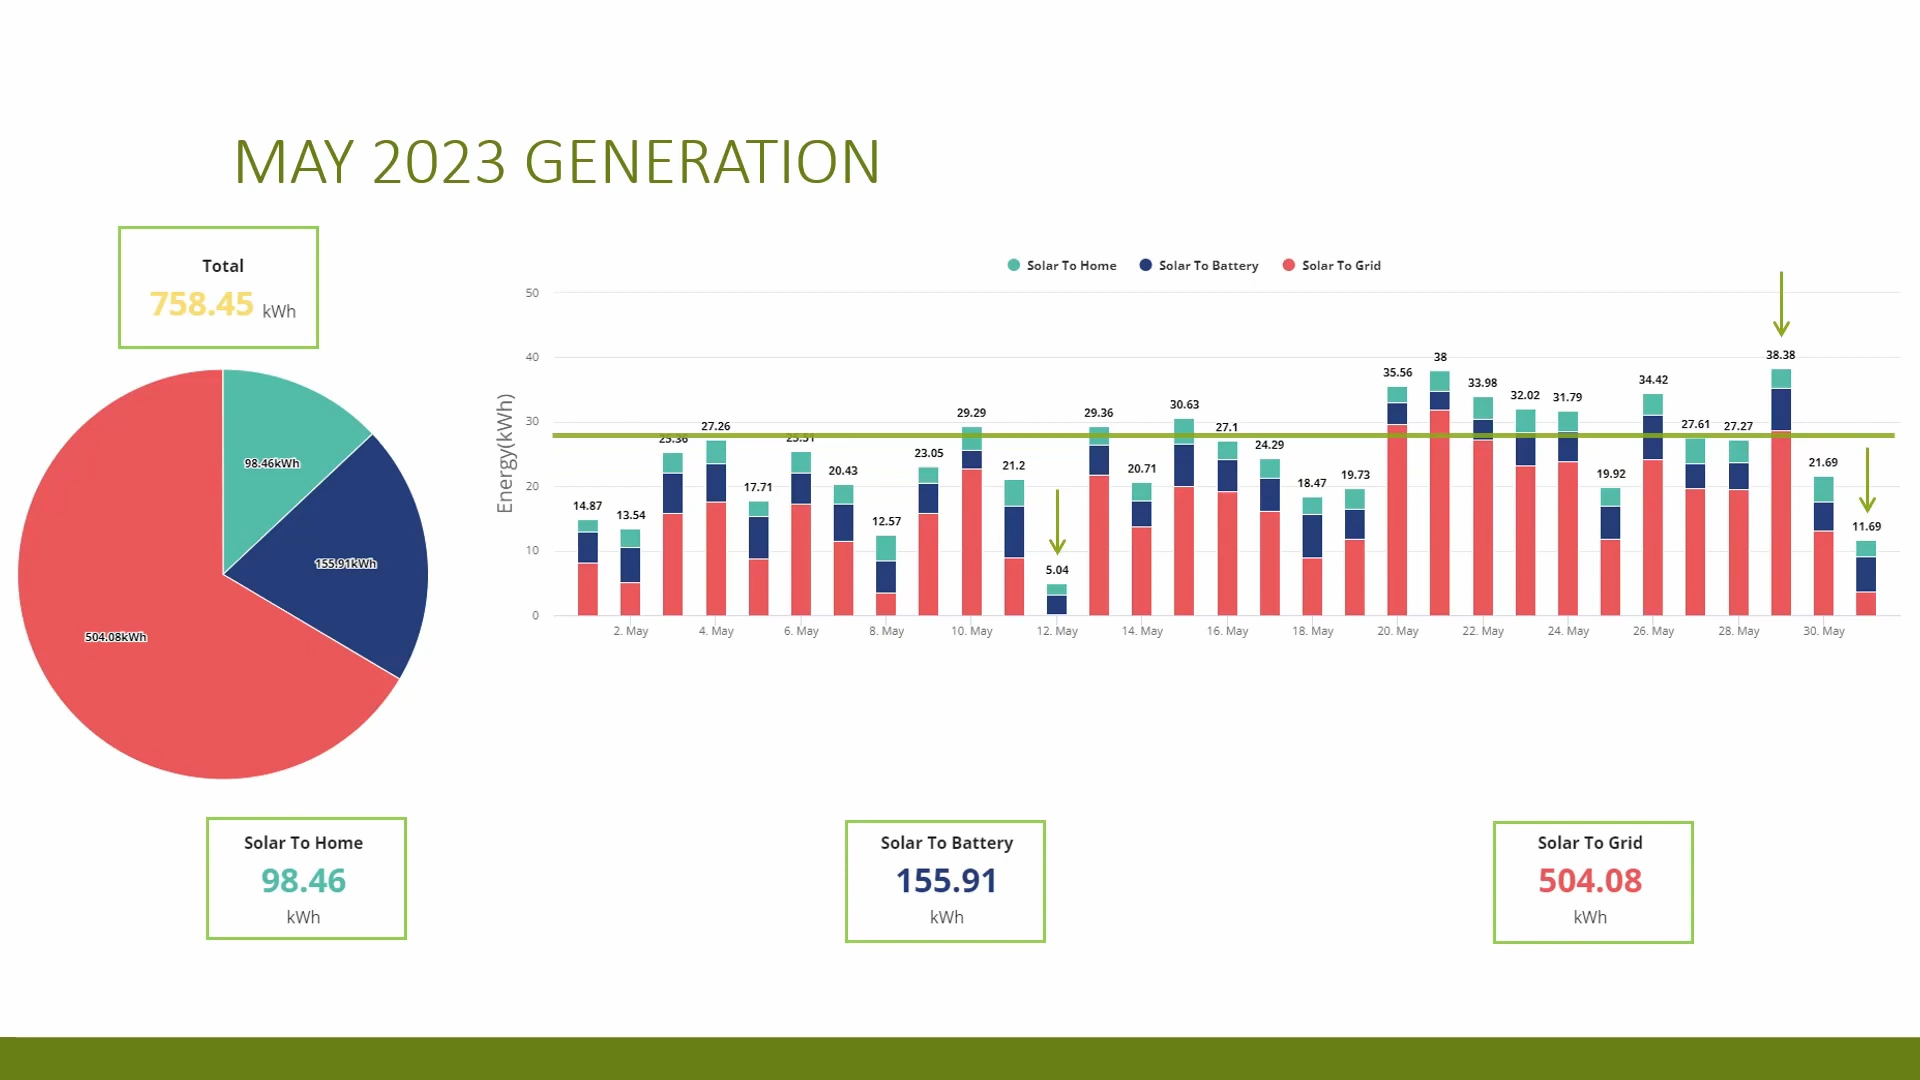 MAY 2023 GENERATION
Total
758.45 kWh
98.46kWh
155.91kWh
504.08kWh
Solar To Home Solar To Battery Solar To Grid
Energy(kWh)
50
40
30
20
10
0
14.87
13.54
25.36
27.26
17.71
25.51
20.43
12.57
23.05
29.29
21.2
5.04
29.36
20.71
30.63
27.1
24.29
18.47
19.73
35.56
38
33.98
32.02
31.79
19.92
34.42
27.61
27.27
38.38
21.69
11.69
2. May 4. May 6. May 8. May 10. May 12. May 14. May 16. May 18. May 20. May 22. May 24. May 26. May 28. May 30. May
Solar To Home
98.46
kWh
Solar To Battery
155.91
kWh
Solar To Grid
504.08
kWh